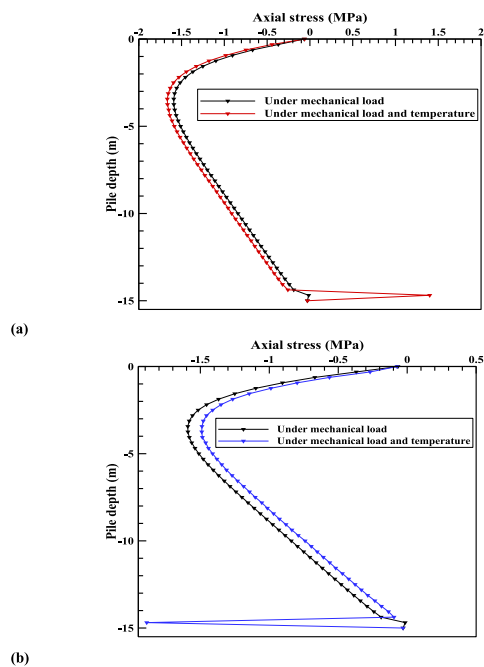 Axial stress (MPa)
-2 -1.5 -1 -0.5 0 0.5 1 1.5 2
0
Under mechanical load
Under mechanical load and temperature
-5
Pile depth (m)
-10
-15
(a)
Axial stress (MPa)
-1.5 -1 -0.5 0 0.5
0
Under mechanical load
Under mechanical load and temperature
-5
Pile depth (m)
-10
-15
(b)